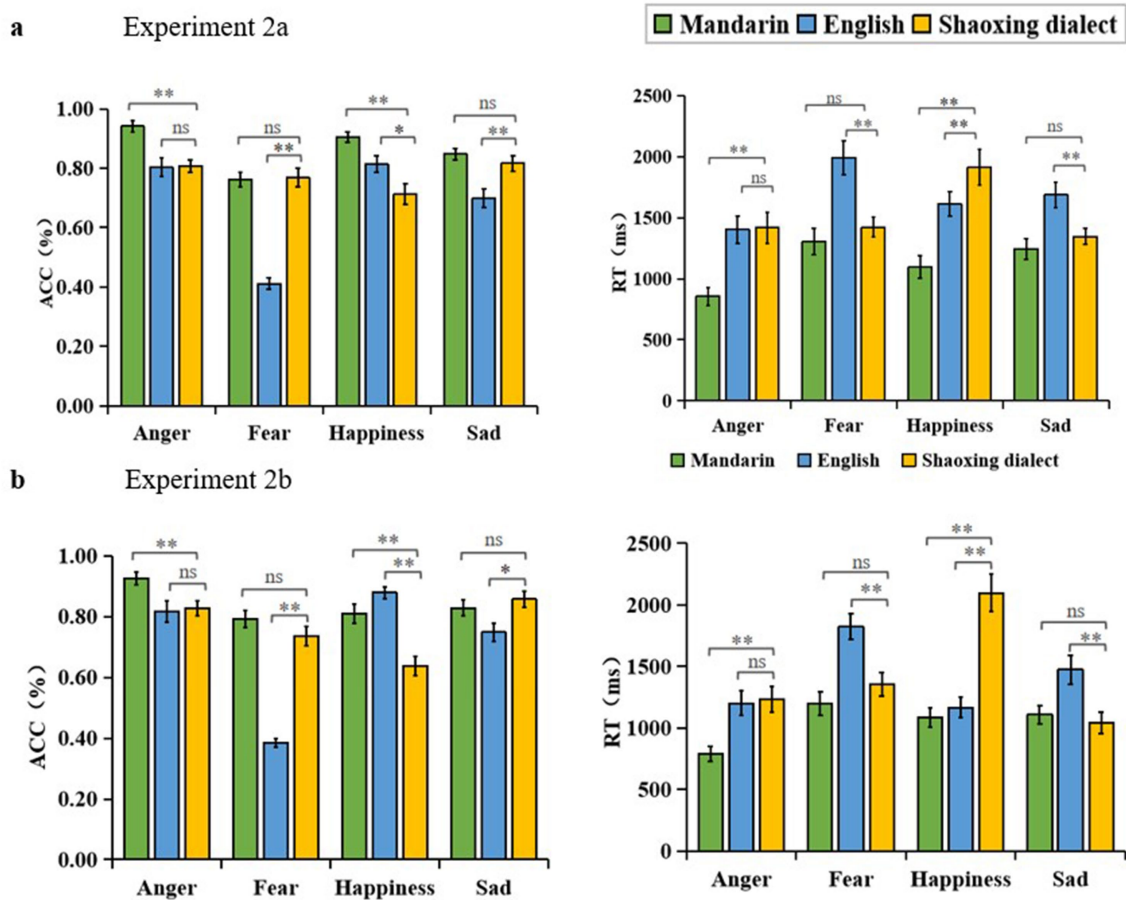 a Experiment 2a
Mandarin English Shaoxing dialect
ACC（%）
1.00
0.80
0.60
0.40
0.20
0.00
** ns ns ** ** * ns **
Anger Fear Happiness Sad
RT（ms）
2500
2000
1500
1000
500
0
** ns ns ** ** ** ns **
Anger Fear Happiness Sad
Mandarin English Shaoxing dialect
b Experiment 2b
ACC（%）
1.00
0.80
0.60
0.40
0.20
0.00
** ns ns ** ** ** ns *
Anger Fear Happiness Sad
RT（ms）
2500
2000
1500
1000
500
0
** ns ns ** ** ** ns **
Anger Fear Happiness Sad